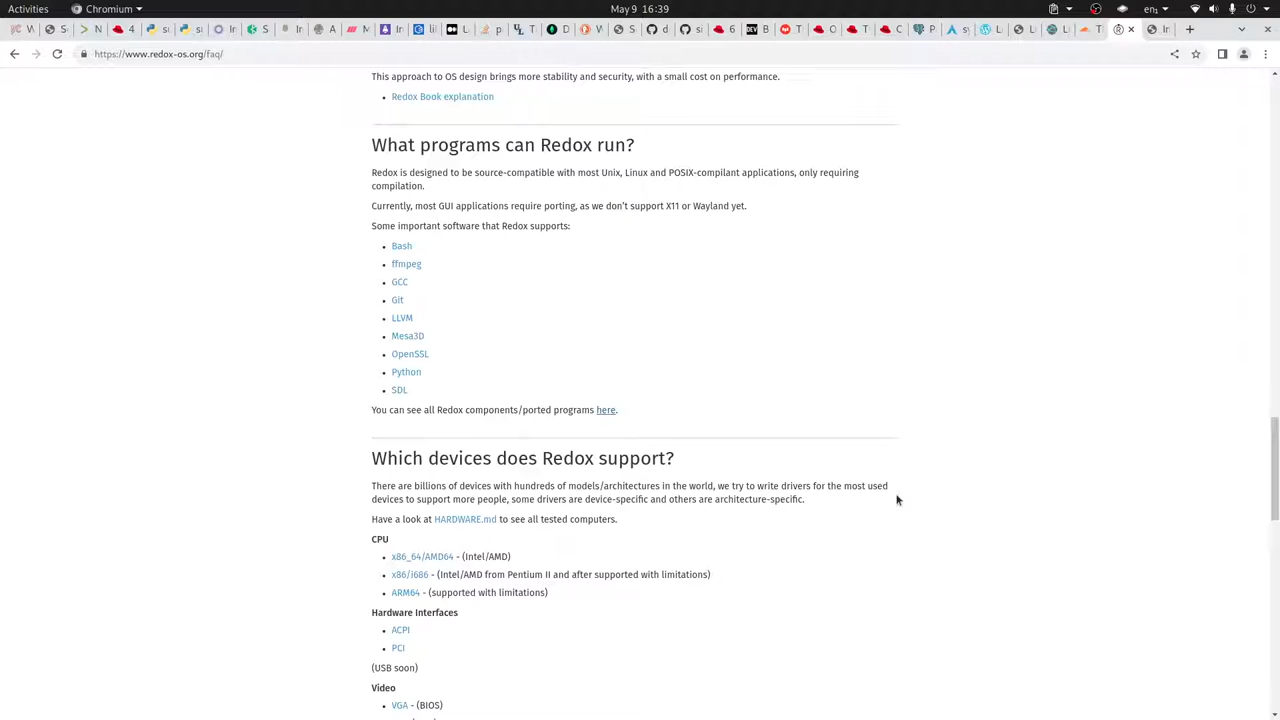 Activities
Chromium
May 9 16:39
en
https://www.redox-os.org/faq/
This approach to OS design brings more stability and security, with a small cost on performance.
Redox Book explanation
What programs can Redox run?
Redox is designed to be source-compatible with most Unix, Linux and POSIX-compilant applications, only requiring
compilation.
Currently, most GUI applications require porting, as we don't support X11 or Wayland yet.
Some important software that Redox supports:
Bash
ffmpeg
GCC
Git
LLVM
Mesa3D
OpenSSL
Python
SDL
You can see all Redox components/ported programs here.
Which devices does Redox support?
There are billions of devices with hundreds of models/architectures in the world, we try to write drivers for the most used
devices to support more people, some drivers are device-specific and others are architecture-specific.
Have a look at HARDWARE.md to see all tested computers.
CPU
x86_64/AMD64 - (Intel/AMD)
x86/i686 - (Intel/AMD from Pentium II and after supported with limitations)
ARM64 - (supported with limitations)
Hardware Interfaces
ACPI
PCI
(USB soon)
Video
VGA - (BIOS)